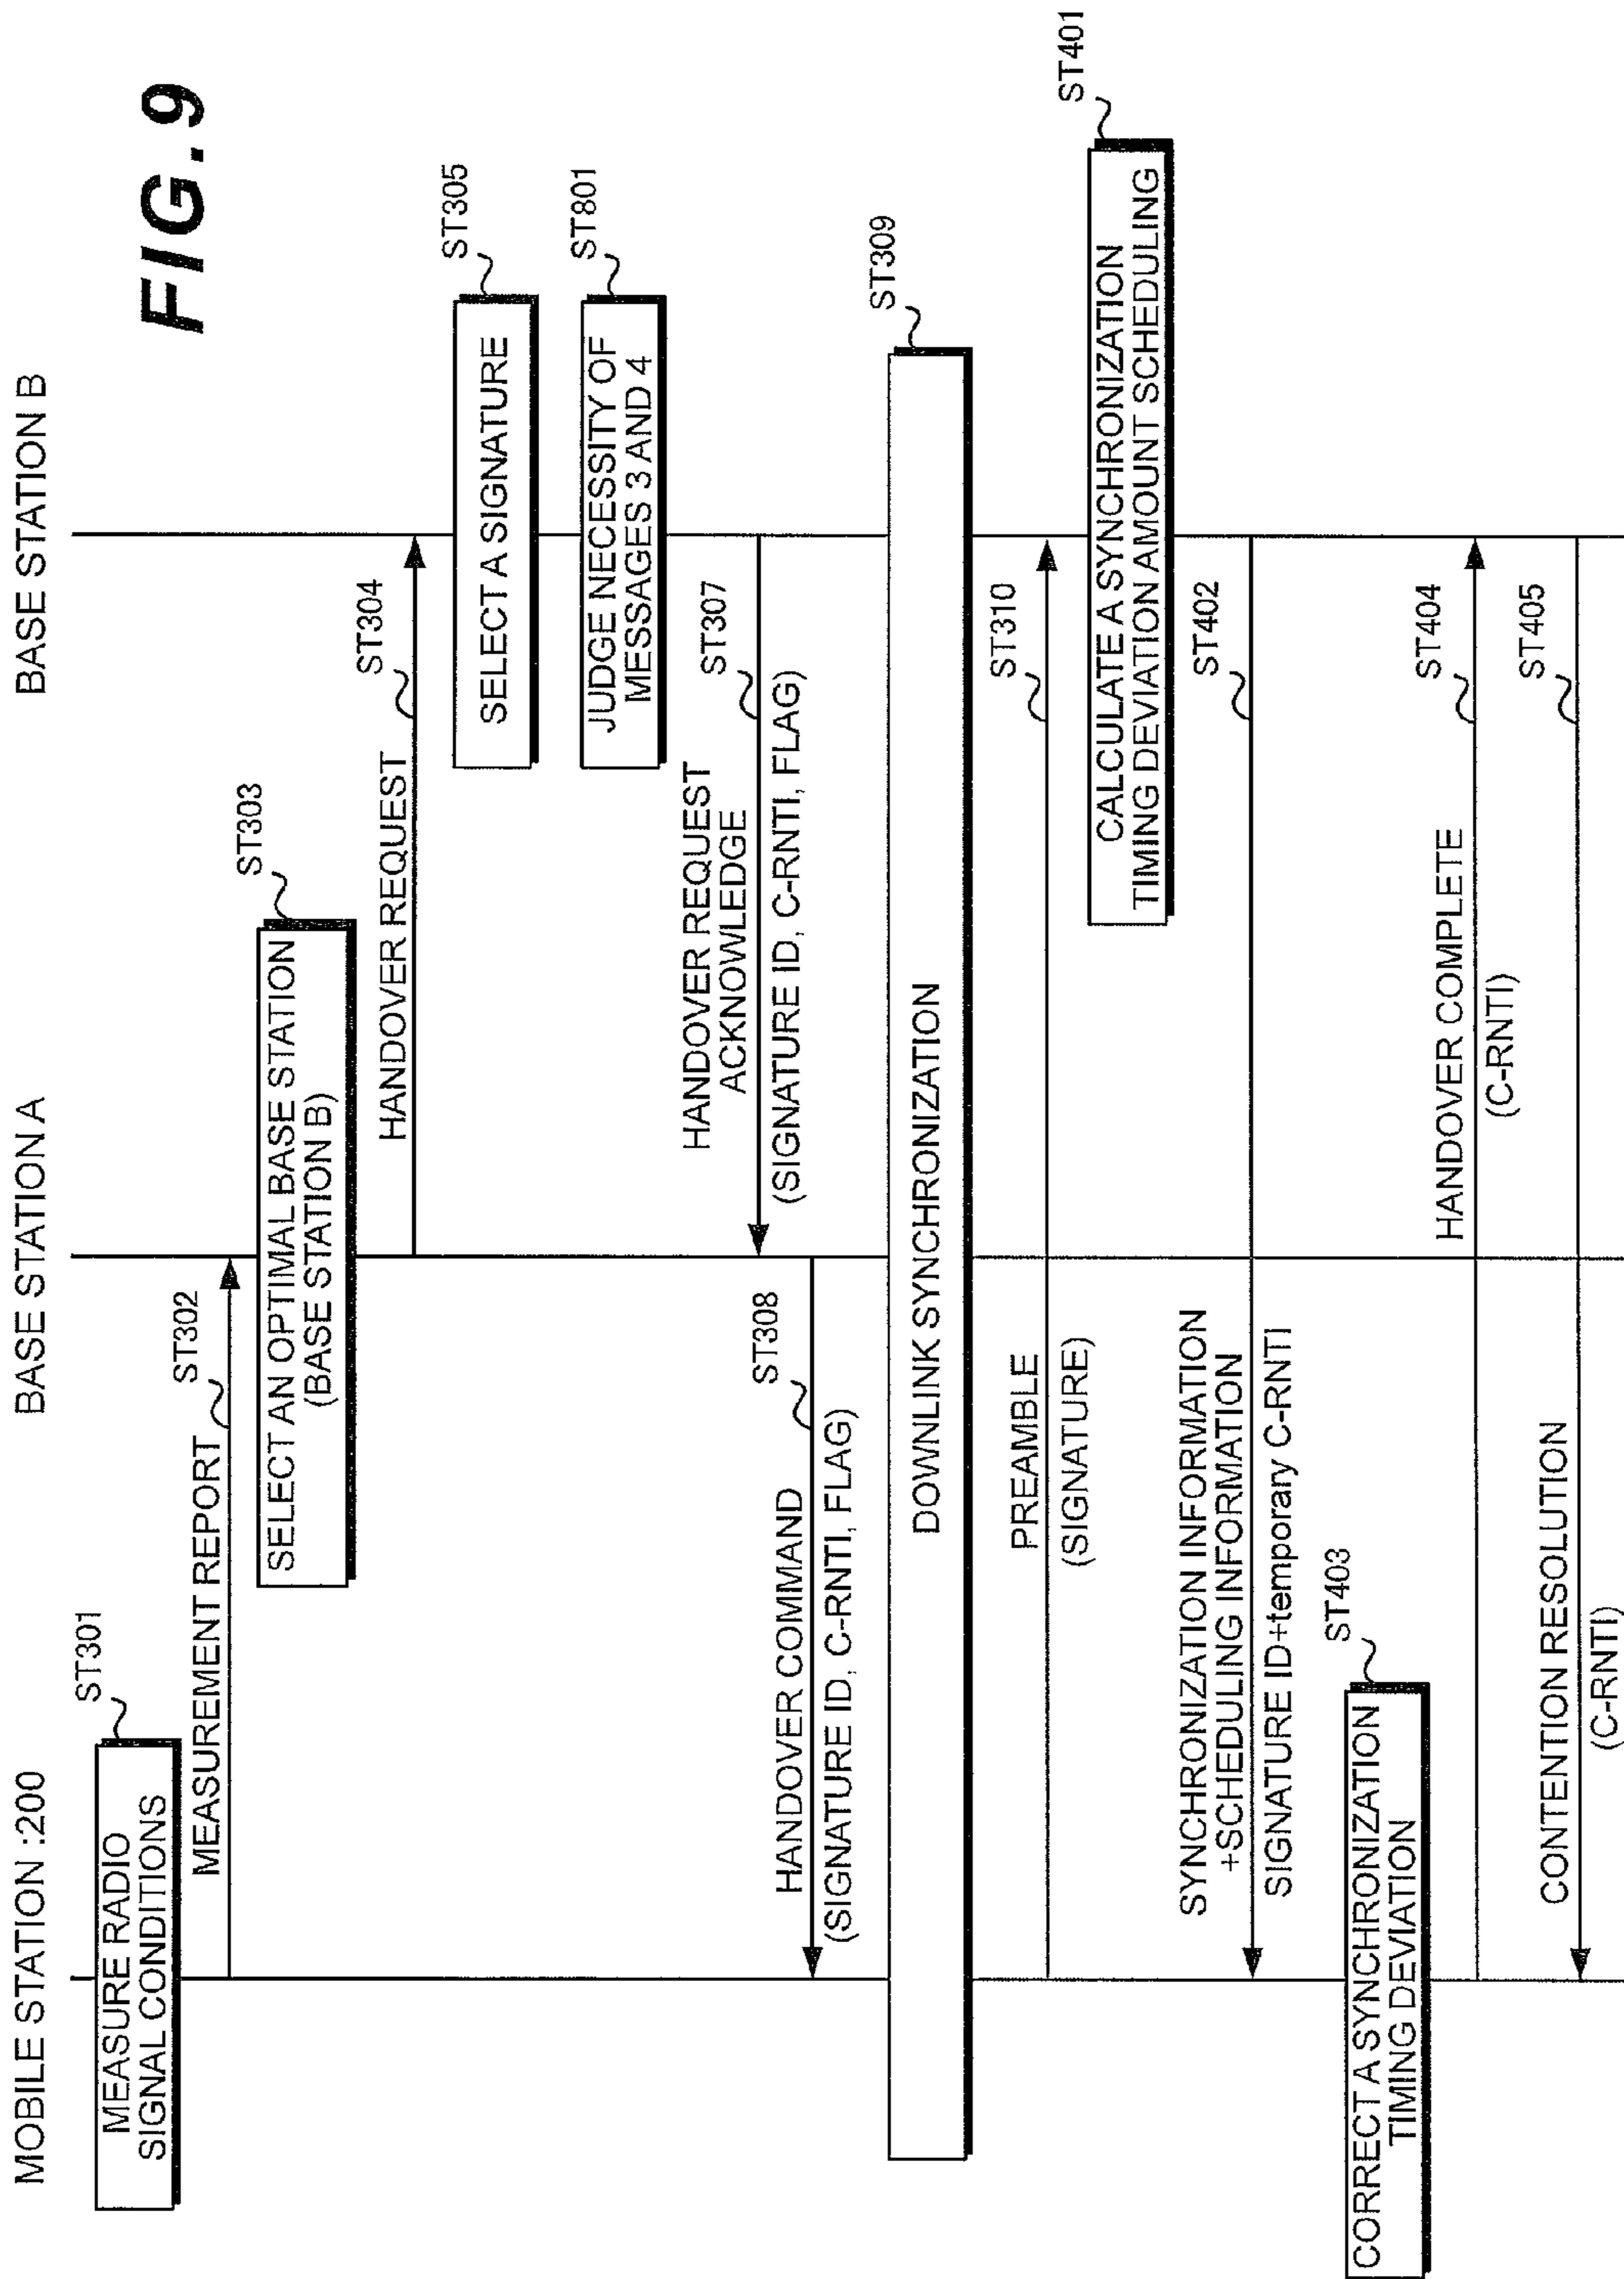 FIG. 9
MOBILE STATION :200
BASE STATION A
BASE STATION B
ST301
MEASURE RADIO
SIGNAL CONDITIONS
MEASUREMENT REPORT
ST302
ST303
SELECT AN OPTIMAL BASE STATION
(BASE STATION B)
HANDOVER REQUEST
ST304
ST305
SELECT A SIGNATURE
ST801
JUDGE NECESSITY OF
MESSAGES 3 AND 4
HANDOVER REQUEST
ACKNOWLEDGE
ST307
(SIGNATURE ID, C-RNTI, FLAG)
HANDOVER COMMAND
ST308
(SIGNATURE ID, C-RNTI, FLAG)
ST309
DOWNLINK SYNCHRONIZATION
PREAMBLE
ST310
(SIGNATURE)
ST401
CALCULATE A SYNCHRONIZATION
TIMING DEVIATION AMOUNT SCHEDULING
SYNCHRONIZATION INFORMATION
+SCHEDULING INFORMATION
ST402
SIGNATURE ID+temporary C-RNTI
ST403
CORRECT A SYNCHRONIZATION
TIMING DEVIATION
HANDOVER COMPLETE
ST404
(C-RNTI)
CONTENTION RESOLUTION
ST405
(C-RNTI)